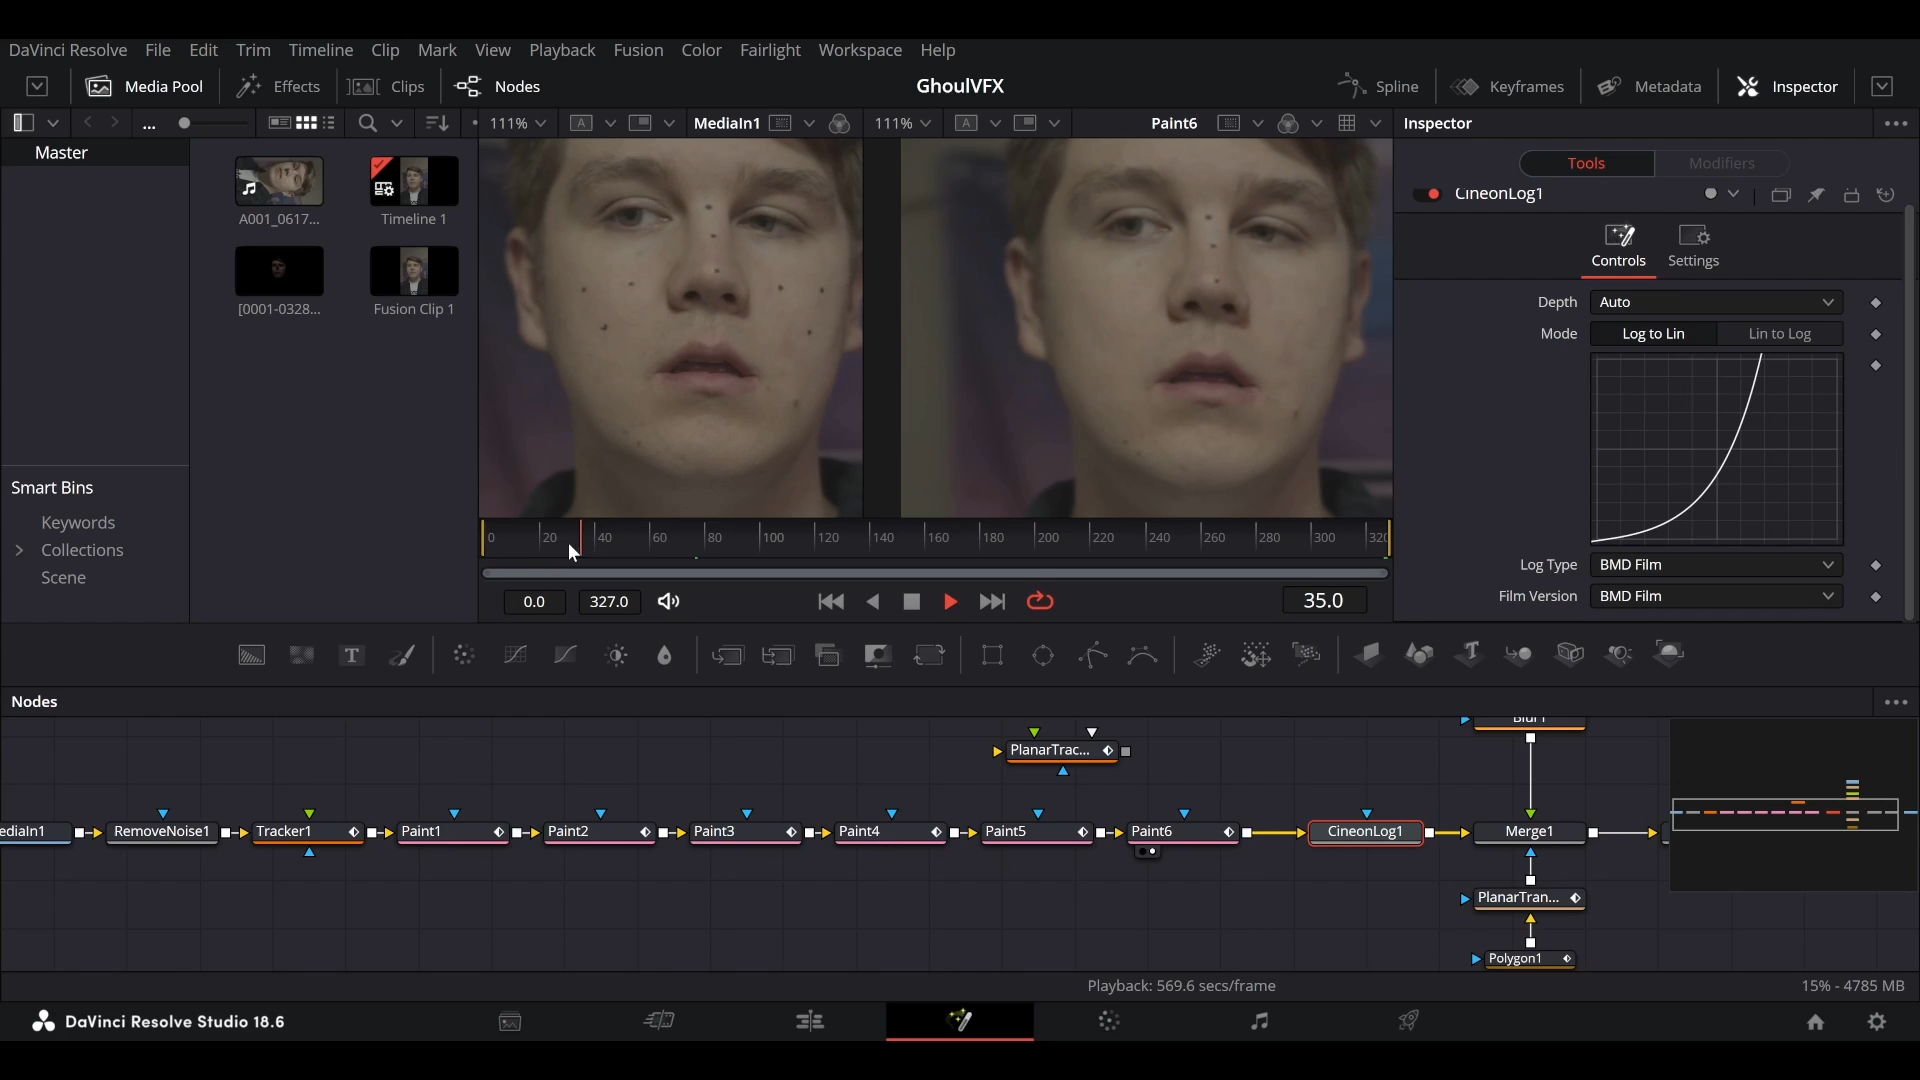 DaVinci Resolve File Edit Trim Timeline Clip Mark View Playback Fusion Color Fairlight Workspace Help
Media Pool Effects Clips Nodes GhoulVFX Spline Keyframes Metadata Inspector
... 111% A MediaIn1 111% A Paint6 Inspector
Master
Tools Modifiers
CineonLog1
A001_0617... Timeline 1
Controls Settings
[0001-0328... Fusion Clip 1
Depth Auto
Mode Log to Lin Lin to Log
Smart Bins
Keywords
Collections
Scene
0 20 40 60 80 100 120 140 160 180 200 220 240 260 280 300
Log Type BMD Film
Film Version BMD Film
0.0 327.0 35.0
T
Nodes
Blur1
PlanarTrac...
RemoveNoise1 Tracker1 Paint1 Paint2 Paint3 Paint4 Paint5 Paint6 CineonLog1 Merge1
PlanarTran...
Polygon1
Playback: 569.6 secs/frame 15% - 4785 MB
DaVinci Resolve Studio 18.6